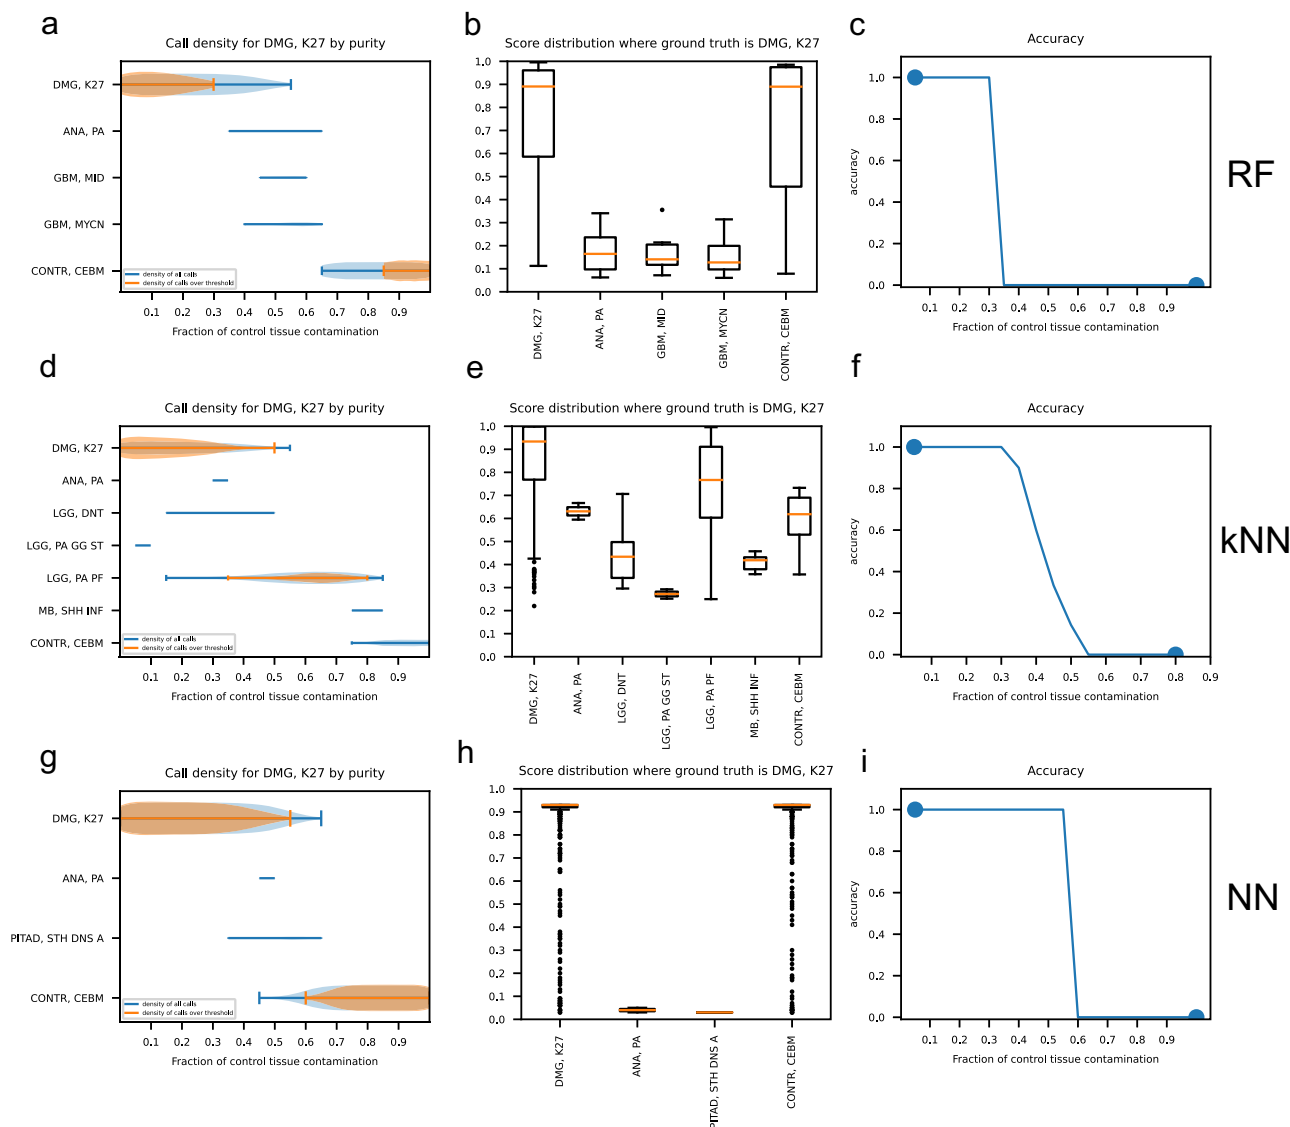 a
Call density for DMG, K27 by purity
DMG, K27
ANA, PA
GBM, MID
GBM, MYCN
CONTR, CEBM
density of all calls
density of calls over threshold
0.1 0.2 0.3 0.4 0.5 0.6 0.7 0.8 0.9
Fraction of control tissue contamination
b
Score distribution where ground truth is DMG, K27
1.0
0.9
0.8
0.7
0.6
0.5
0.4
0.3
0.2
0.1
0.0
DMG, K27
ANA, PA
GBM, MID
GBM, MYCN
CONTR, CEBM
c
Accuracy
accuracy
1.0
0.8
0.6
0.4
0.2
0.0
0.1 0.2 0.3 0.4 0.5 0.6 0.7 0.8 0.9
Fraction of control tissue contamination
RF
d
Call density for DMG, K27 by purity
DMG, K27
ANA, PA
LGG, DNT
LGG, PA GG ST
LGG, PA PF
MB, SHH INF
CONTR, CEBM
density of all calls
density of calls over threshold
0.1 0.2 0.3 0.4 0.5 0.6 0.7 0.8 0.9
Fraction of control tissue contamination
e
Score distribution where ground truth is DMG, K27
1.0
0.9
0.8
0.7
0.6
0.5
0.4
0.3
0.2
0.1
0.0
DMG, K27
ANA, PA
LGG, DNT
LGG, PA GG ST
LGG, PA PF
MB, SHH INF
CONTR, CEBM
f
Accuracy
accuracy
1.0
0.8
0.6
0.4
0.2
0.0
0.1 0.2 0.3 0.4 0.5 0.6 0.7 0.8 0.9
Fraction of control tissue contamination
kNN
g
Call density for DMG, K27 by purity
DMG, K27
ANA, PA
PITAD, STH DNS A
CONTR, CEBM
density of all calls
density of calls over threshold
0.1 0.2 0.3 0.4 0.5 0.6 0.7 0.8 0.9
Fraction of control tissue contamination
h
Score distribution where ground truth is DMG, K27
1.0
0.9
0.8
0.7
0.6
0.5
0.4
0.3
0.2
0.1
0.0
DMG, K27
ANA, PA
PITAD, STH DNS A
CONTR, CEBM
i
Accuracy
accuracy
1.0
0.8
0.6
0.4
0.2
0.0
0.1 0.2 0.3 0.4 0.5 0.6 0.7 0.8 0.9
Fraction of control tissue contamination
NN